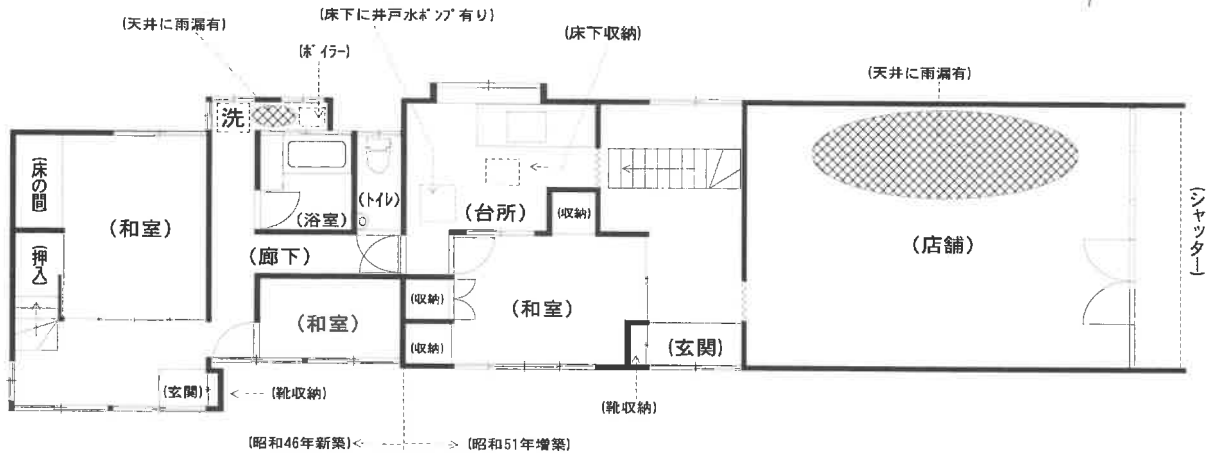 (床下に井戸水ポンプ有り)
(天井に雨漏有)
(ボイラー)
(床下収納)
(天井に雨漏有)
洗
(床の間)
(和室)
(浴室)
(トイレ)
(台所)
(収納)
(店舗)
(シャッター)
(押入)
(廊下)
(収納)
(和室)
(和室)
(収納)
(玄関)
(玄関)
(靴収納)
(靴収納)
(昭和46年新築)
(昭和51年増築)